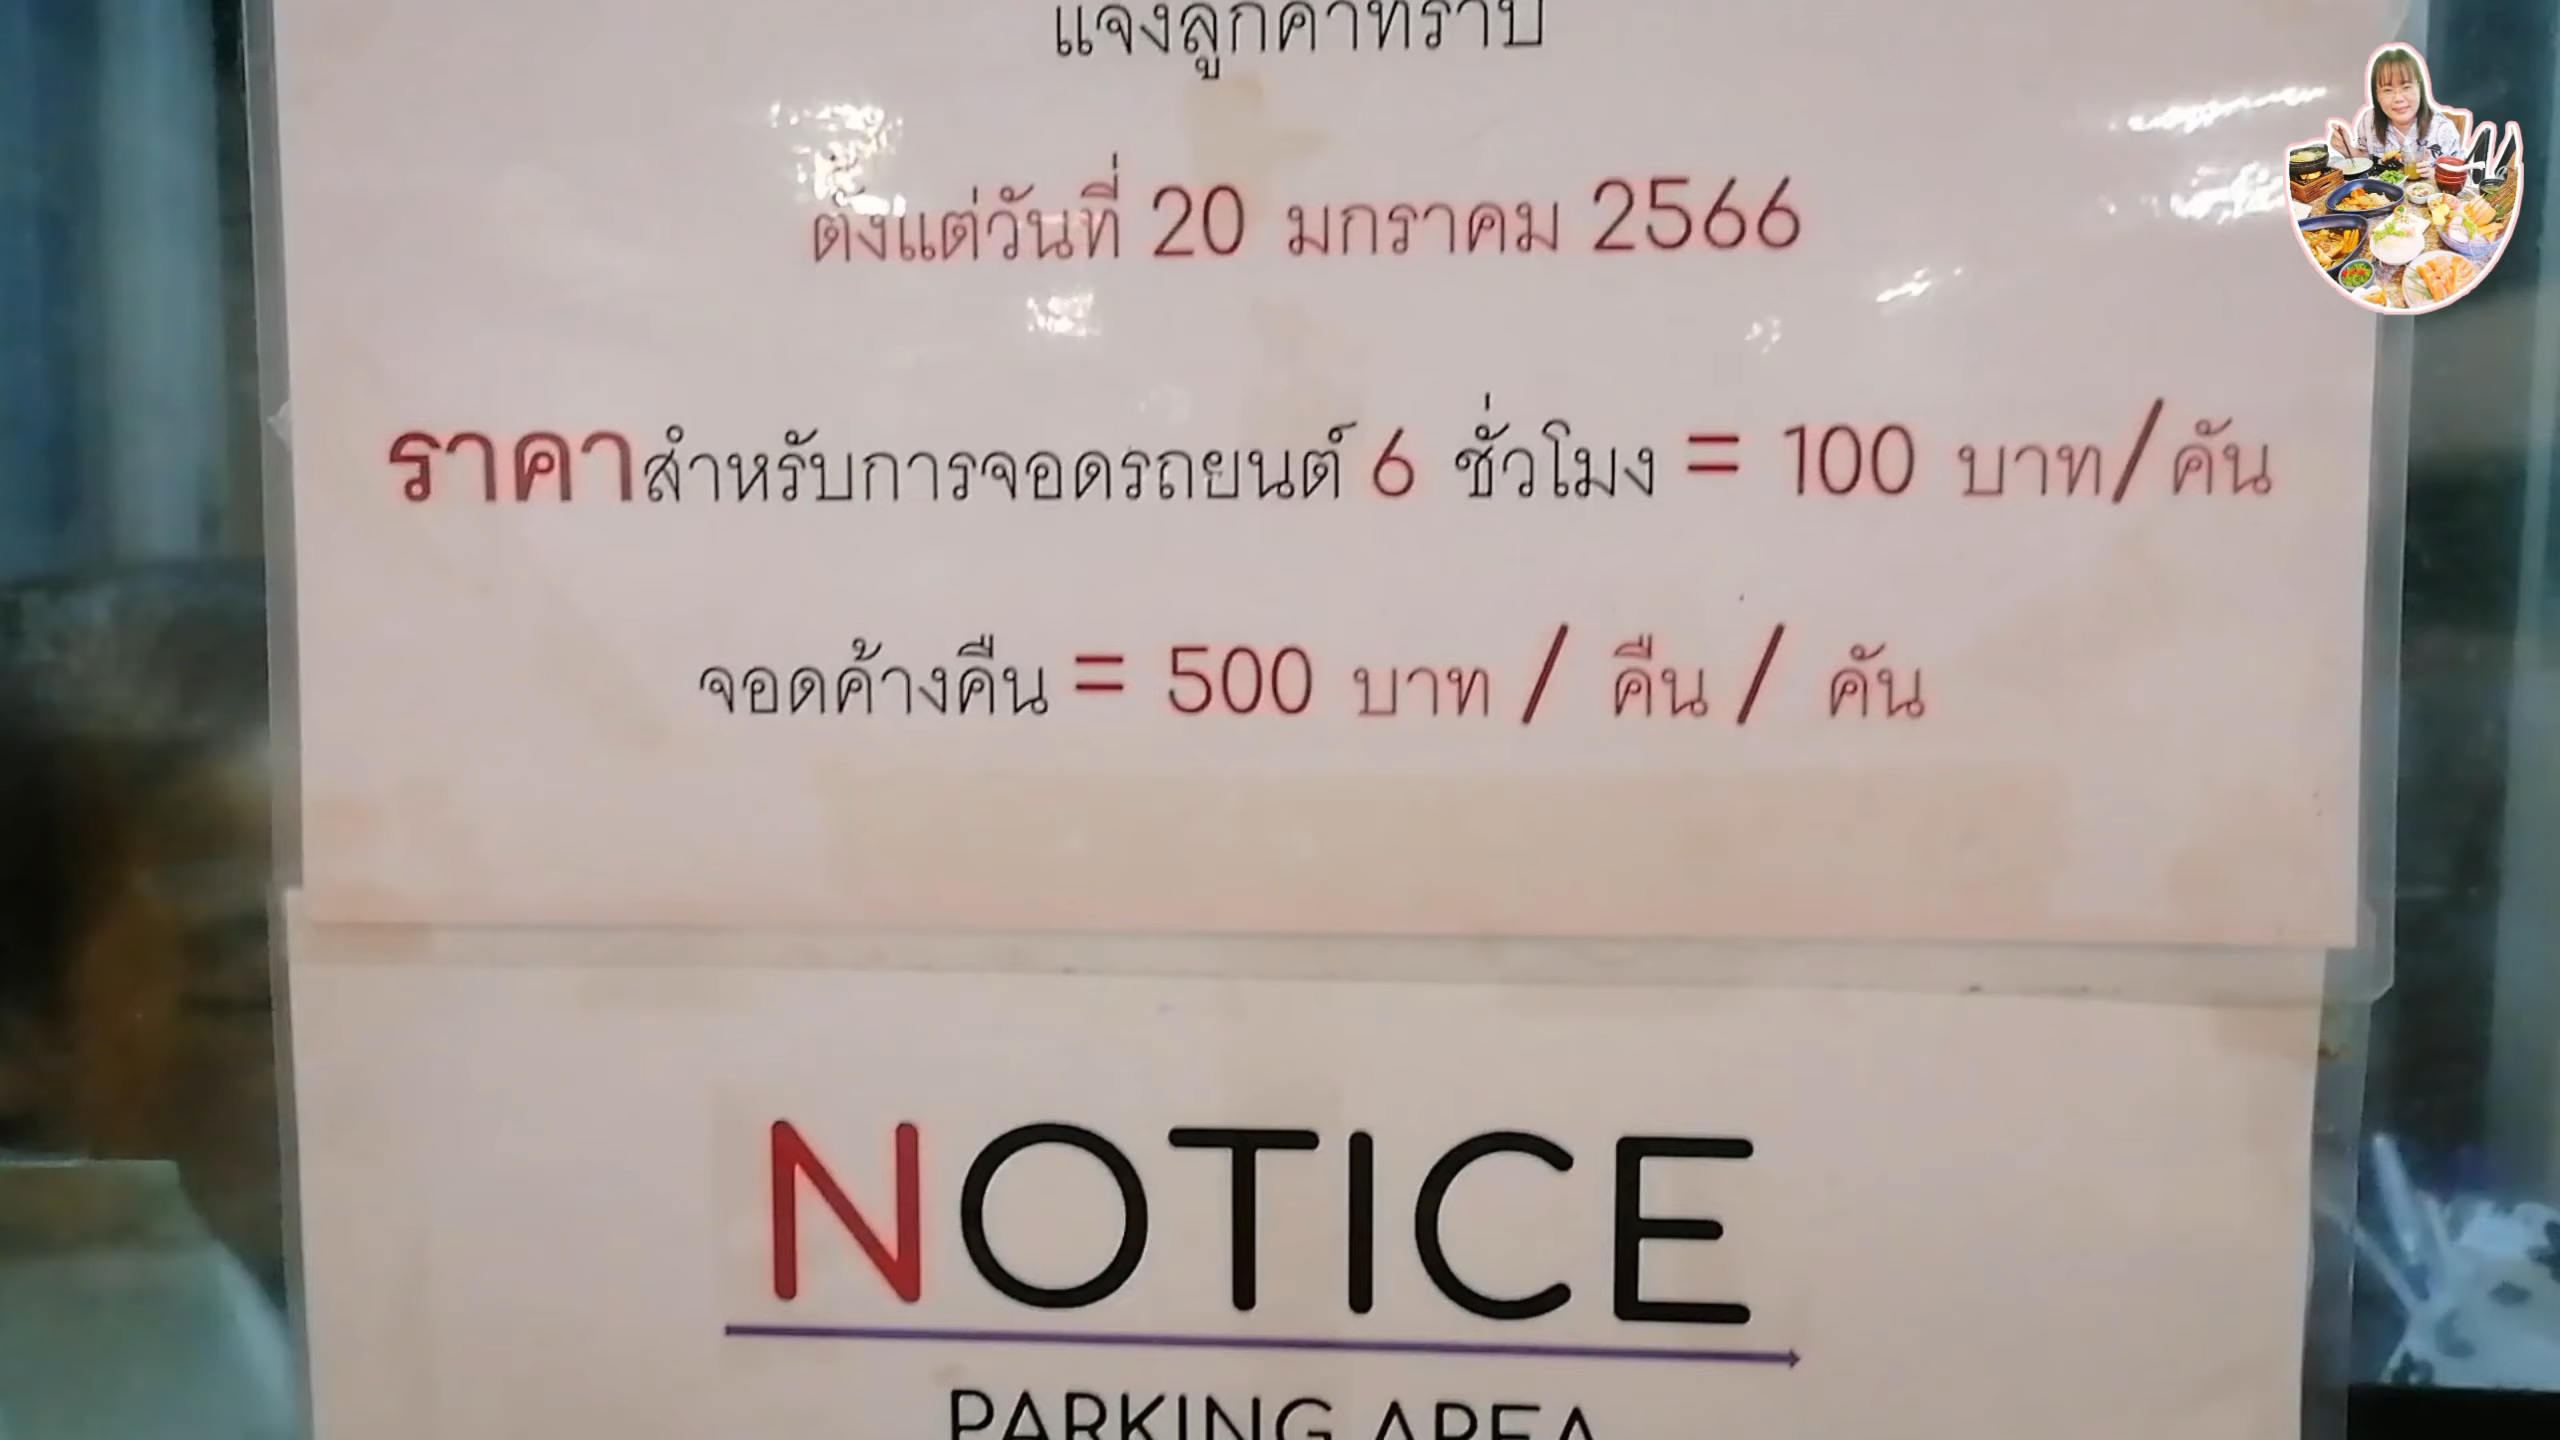 แจ้งลูกค้าทราบ
ตั้งแต่วันที่ 20 มกราคม 2566
ราคาสำหรับการจอดรถยนต์ 6 ชั่วโมง = 100 บาท/คัน
จอดค้างคืน = 500 บาท / คืน / คัน
NOTICE
PARKING AREA